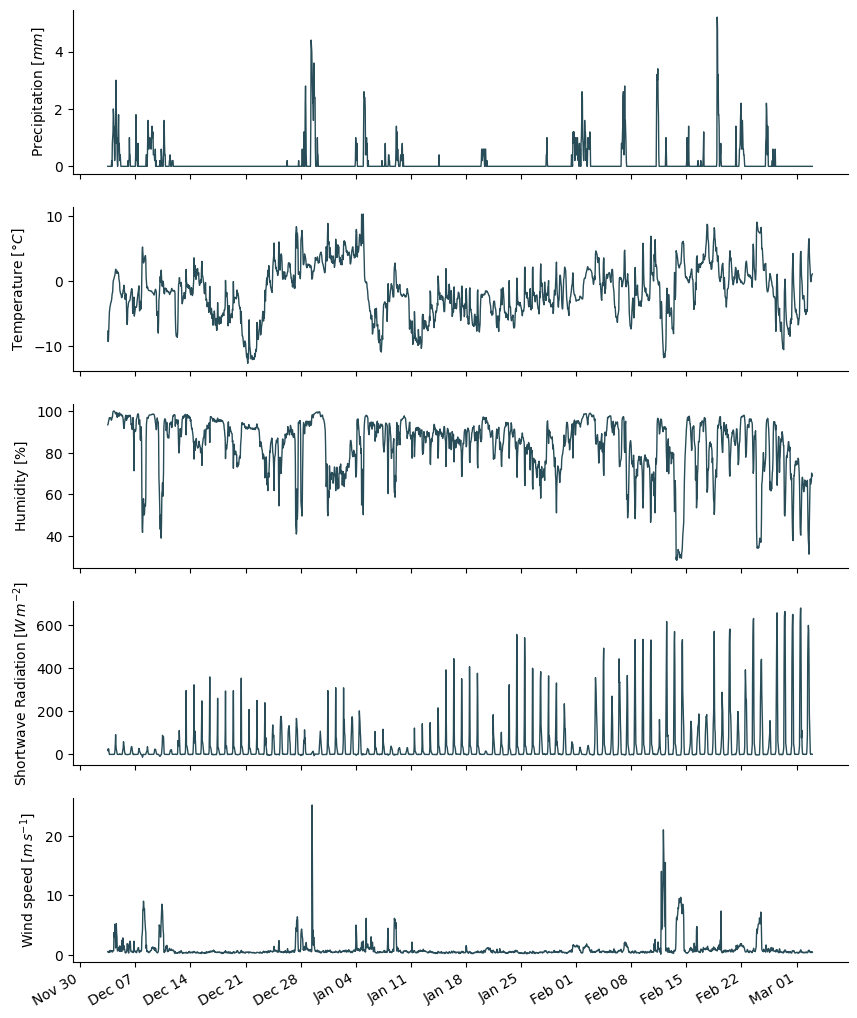 Precipitation [mm]
4
2
0
Temperature [°C]
10
0
−10
Humidity [%]
100
80
60
40
Shortwave Radiation [W m⁻²]
600
400
200
0
Wind speed [m s⁻¹]
20
10
0
Nov 30 Dec 07 Dec 14 Dec 21 Dec 28 Jan 04 Jan 11 Jan 18 Jan 25 Feb 01 Feb 08 Feb 15 Feb 22 Mar 01